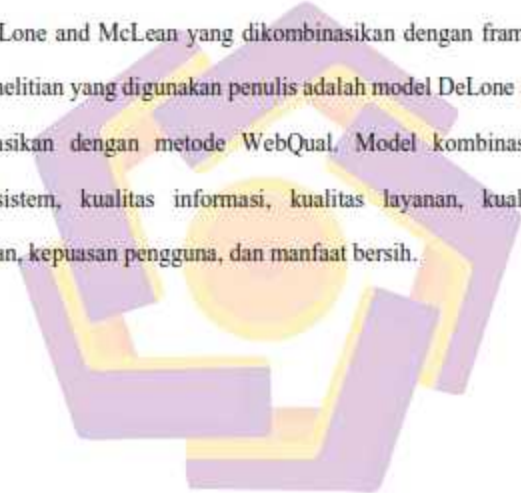 Lone and McLean yang dikombinasikan dengan fram
nelitian yang digunakan penulis adalah model DeLone
asikan dengan metode WebQual. Model kombinas
sistem, kualitas informasi, kualitas layanan, kual
an, kepuasan pengguna, dan manfaat bersih.